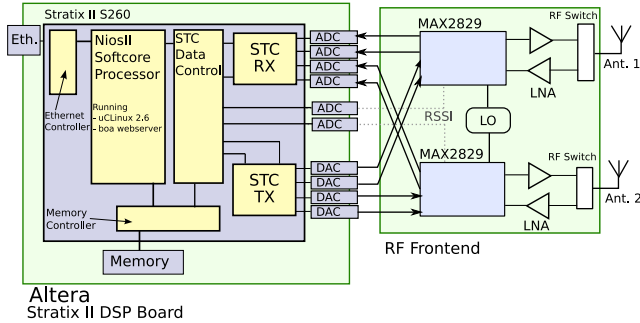 Stratix II S260
Eth.
NiosII
Softcore
Processor
Running
- uCLinux 2.6
- boa webserver
STC
Data
Control
STC
RX
STC
TX
Ethernet
Controller
Memory
Controller
Memory
ADC
ADC
ADC
ADC
ADC
ADC
DAC
DAC
DAC
DAC
MAX2829
RF Switch
Ant. 1
LNA
RSSI
LO
MAX2829
RF Switch
Ant. 2
LNA
RF Frontend
Altera
Stratix II DSP Board